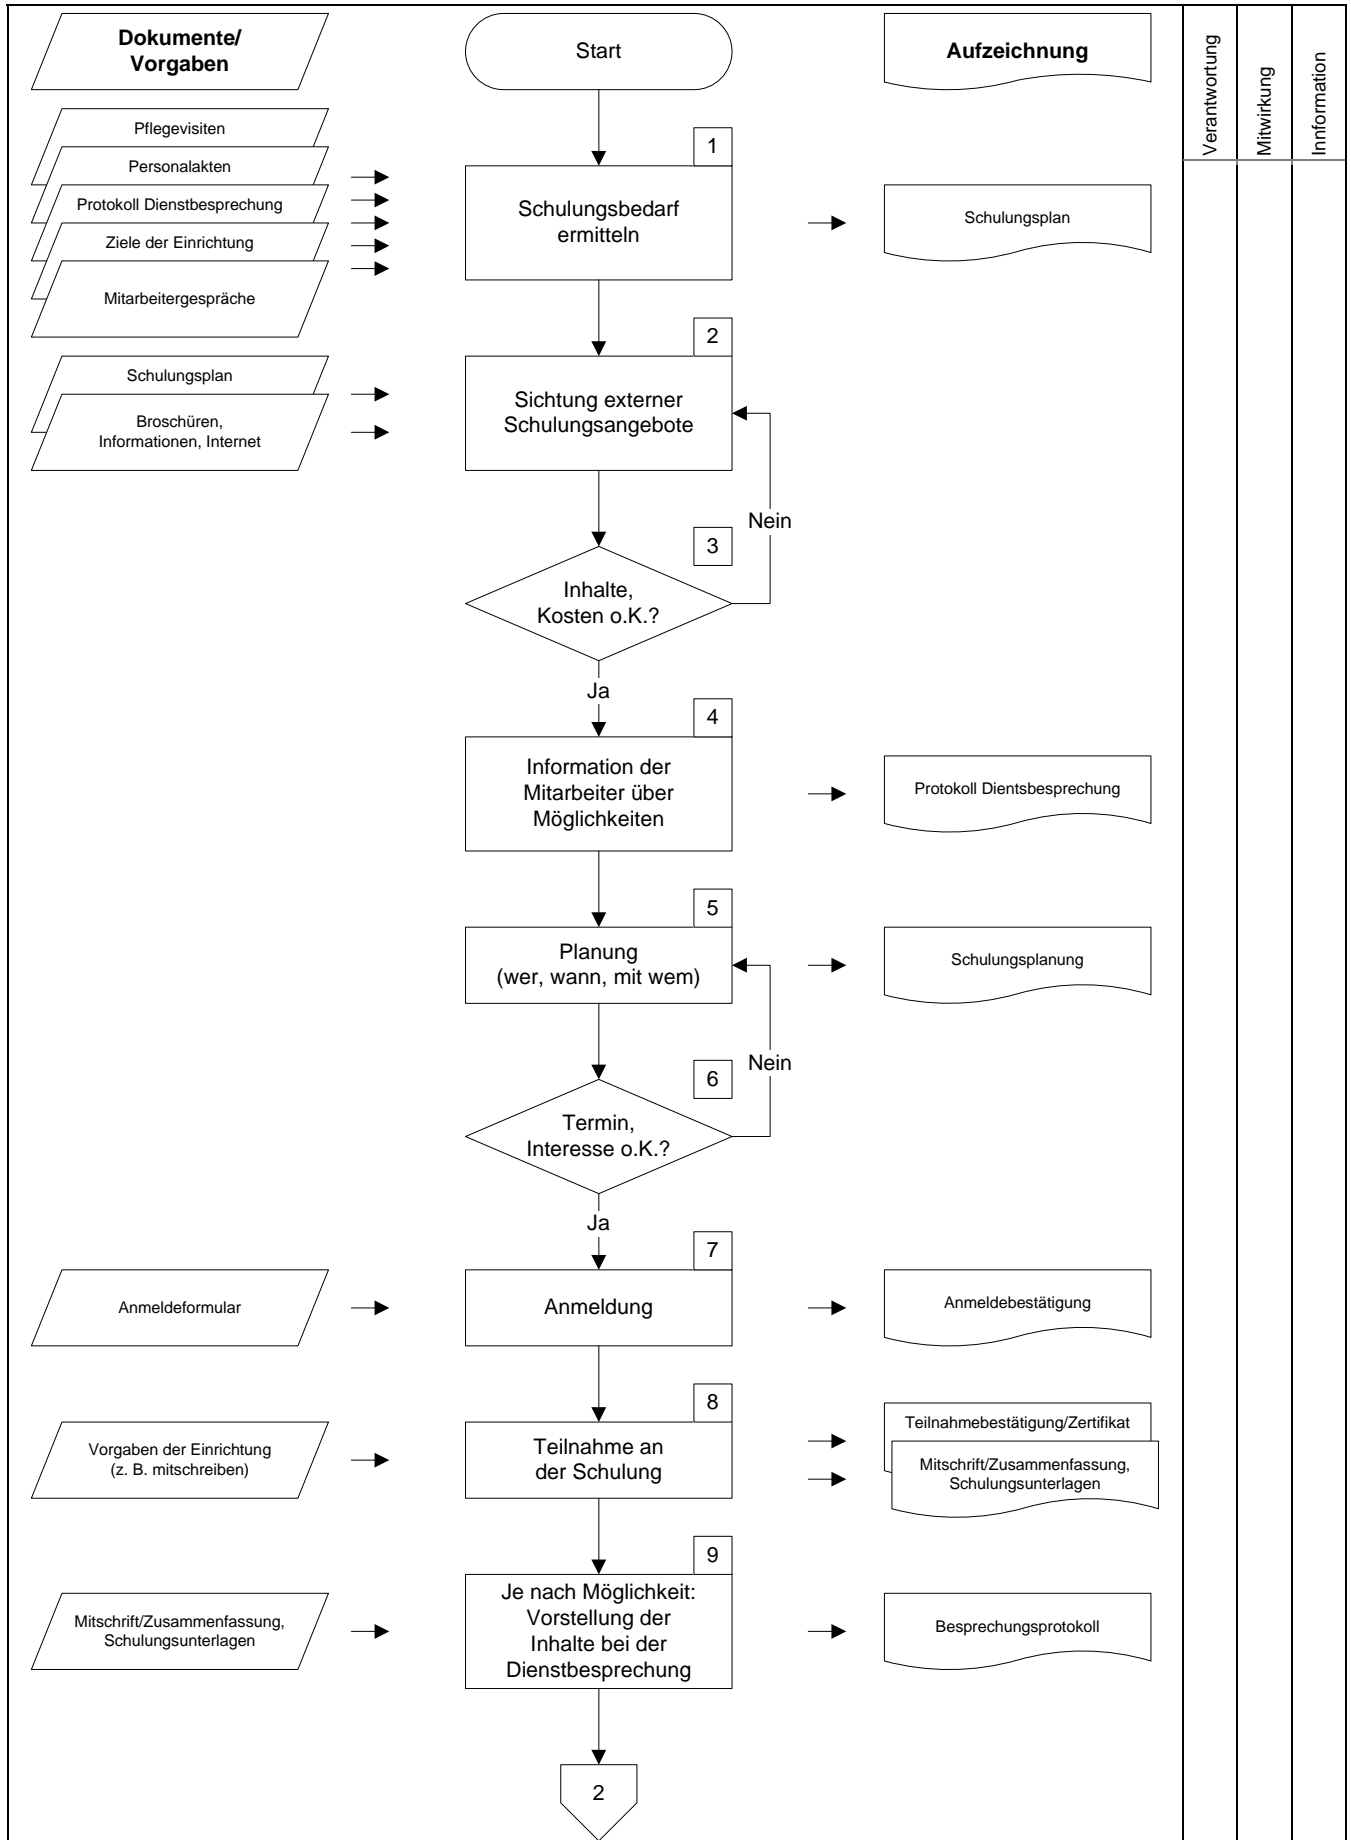 Dokumente/
Vorgaben
Start
Aufzeichnung
Verantwortung
Mitwirkung
Innformation
Pflegevisiten
Personalakten
Protokoll Dienstbesprechung
Ziele der Einrichtung
Mitarbeitergespräche
1
Schulungsbedarf
ermitteln
Schulungsplan
2
Schulungsplan
Broschüren,
Informationen, Internet
Sichtung externer
Schulungsangebote
Nein
3
Inhalte,
Kosten o.K.?
Ja
4
Information der
Mitarbeiter über
Möglichkeiten
Protokoll Dientsbesprechung
5
Planung
(wer, wann, mit wem)
Schulungsplanung
Nein
6
Termin,
Interesse o.K.?
Ja
7
Anmeldeformular
Anmeldung
Anmeldebestätigung
8
Vorgaben der Einrichtung
(z. B. mitschreiben)
Teilnahme an
der Schulung
Teilnahmebestätigung/Zertifikat
Mitschrift/Zusammenfassung,
Schulungsunterlagen
9
Mitschrift/Zusammenfassung,
Schulungsunterlagen
Je nach Möglichkeit:
Vorstellung der
Inhalte bei der
Dienstbesprechung
Besprechungsprotokoll
2